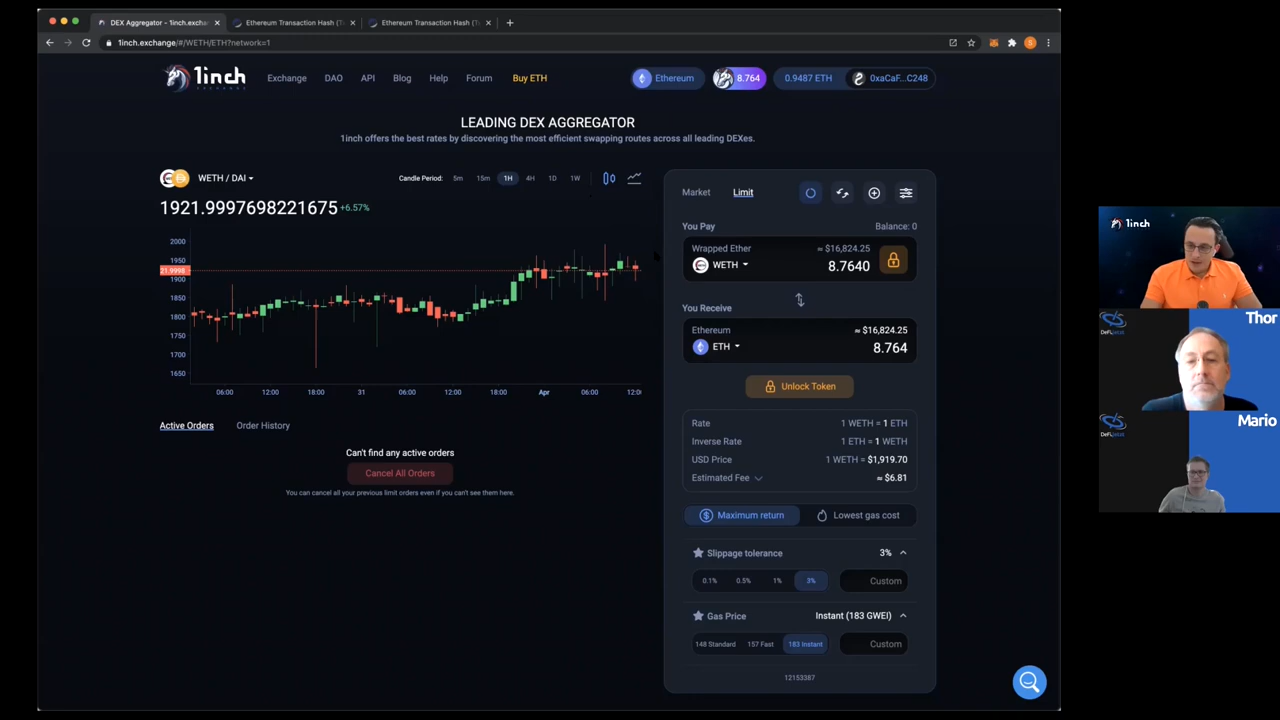 DEX Aggregator - 1inch.exchan
Ethereum Transaction Hash (T
Ethereum Transaction Hash (T
1inch.exchange/#/WETH/ETH?network=1
1inch
EXCHANGE
Exchange
DAO
API
Blog
Help
Forum
Buy ETH
Ethereum
8.764
0.9487 ETH
0xaCaF...C248
LEADING DEX AGGREGATOR
1inch offers the best rates by discovering the most efficient swapping routes across all leading DEXes.
WETH / DAI
Candle Period:
5m
15m
1H
4H
1D
1W
1921.9997698221675 +6.57%
2000
1950
21.9998
1900
1850
1800
1750
1700
1650
06:00
12:00
18:00
31
06:00
12:00
18:00
Apr
06:00
12:0
Active Orders
Order History
Can't find any active orders
Cancel All Orders
You can cancel all your previous limit orders even if you can't see them here.
Market
Limit
You Pay
Balance: 0
Wrapped Ether
≈ $16,824.25
WETH
8.7640
You Receive
Ethereum
≈ $16,824.25
ETH
8.764
Unlock Token
Rate
1 WETH = 1 ETH
Inverse Rate
1 ETH = 1 WETH
USD Price
1 WETH = $1,919.70
Estimated Fee
≈ $6.81
Maximum return
Lowest gas cost
Slippage tolerance
3%
0.1%
0.5%
1%
3%
Custom
Gas Price
Instant (183 GWEI)
148 Standard
157 Fast
183 Instant
Custom
12153387
1inch
Thor
Mario